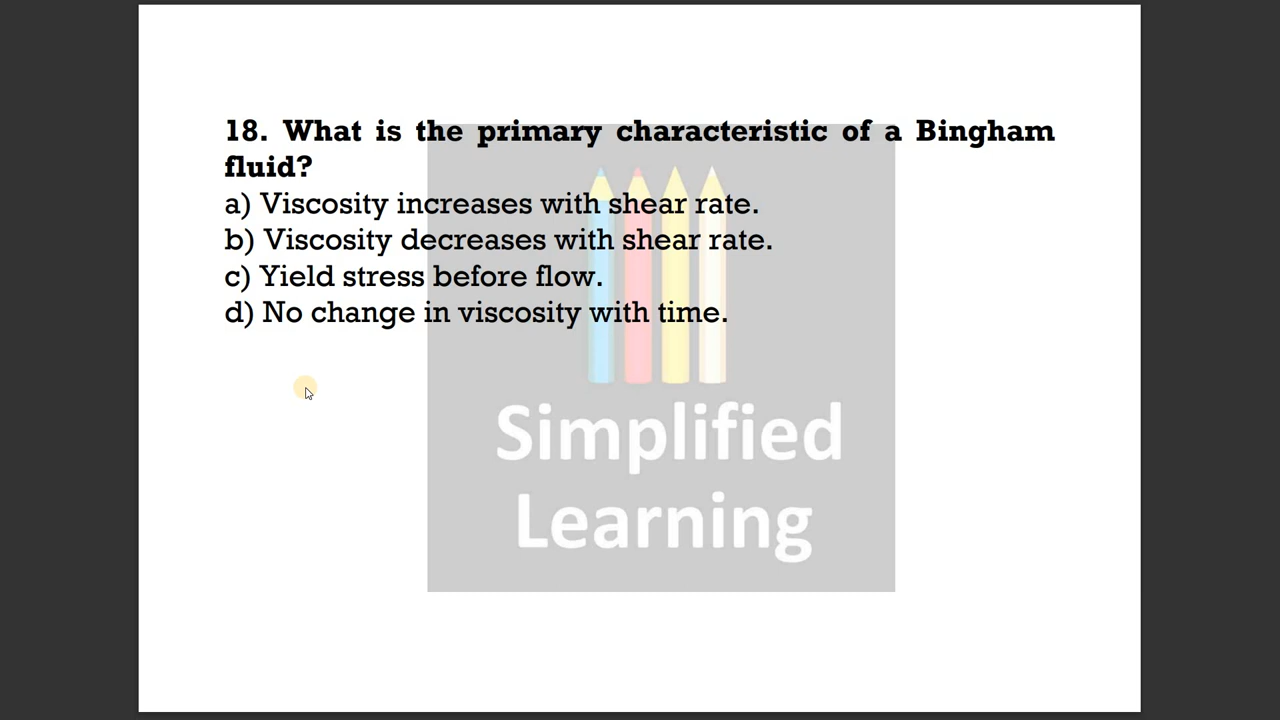 18. What is the primary characteristic of a Bingham
fluid?
a) Viscosity increases with shear rate.
b) Viscosity decreases with shear rate.
c) Yield stress before flow.
d) No change in viscosity with time.
Simplified
Learning